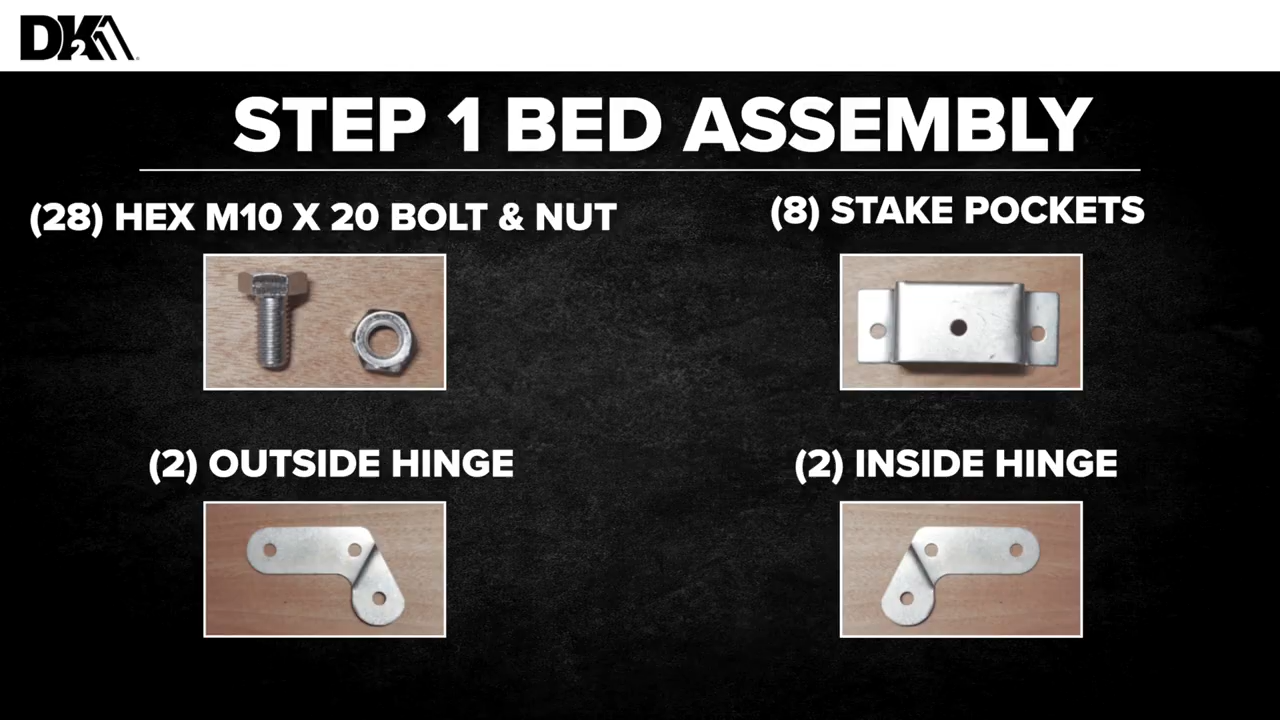 DK2
STEP 1 BED ASSEMBLY
(28) HEX M10 X 20 BOLT & NUT
(8) STAKE POCKETS
(2) OUTSIDE HINGE
(2) INSIDE HINGE